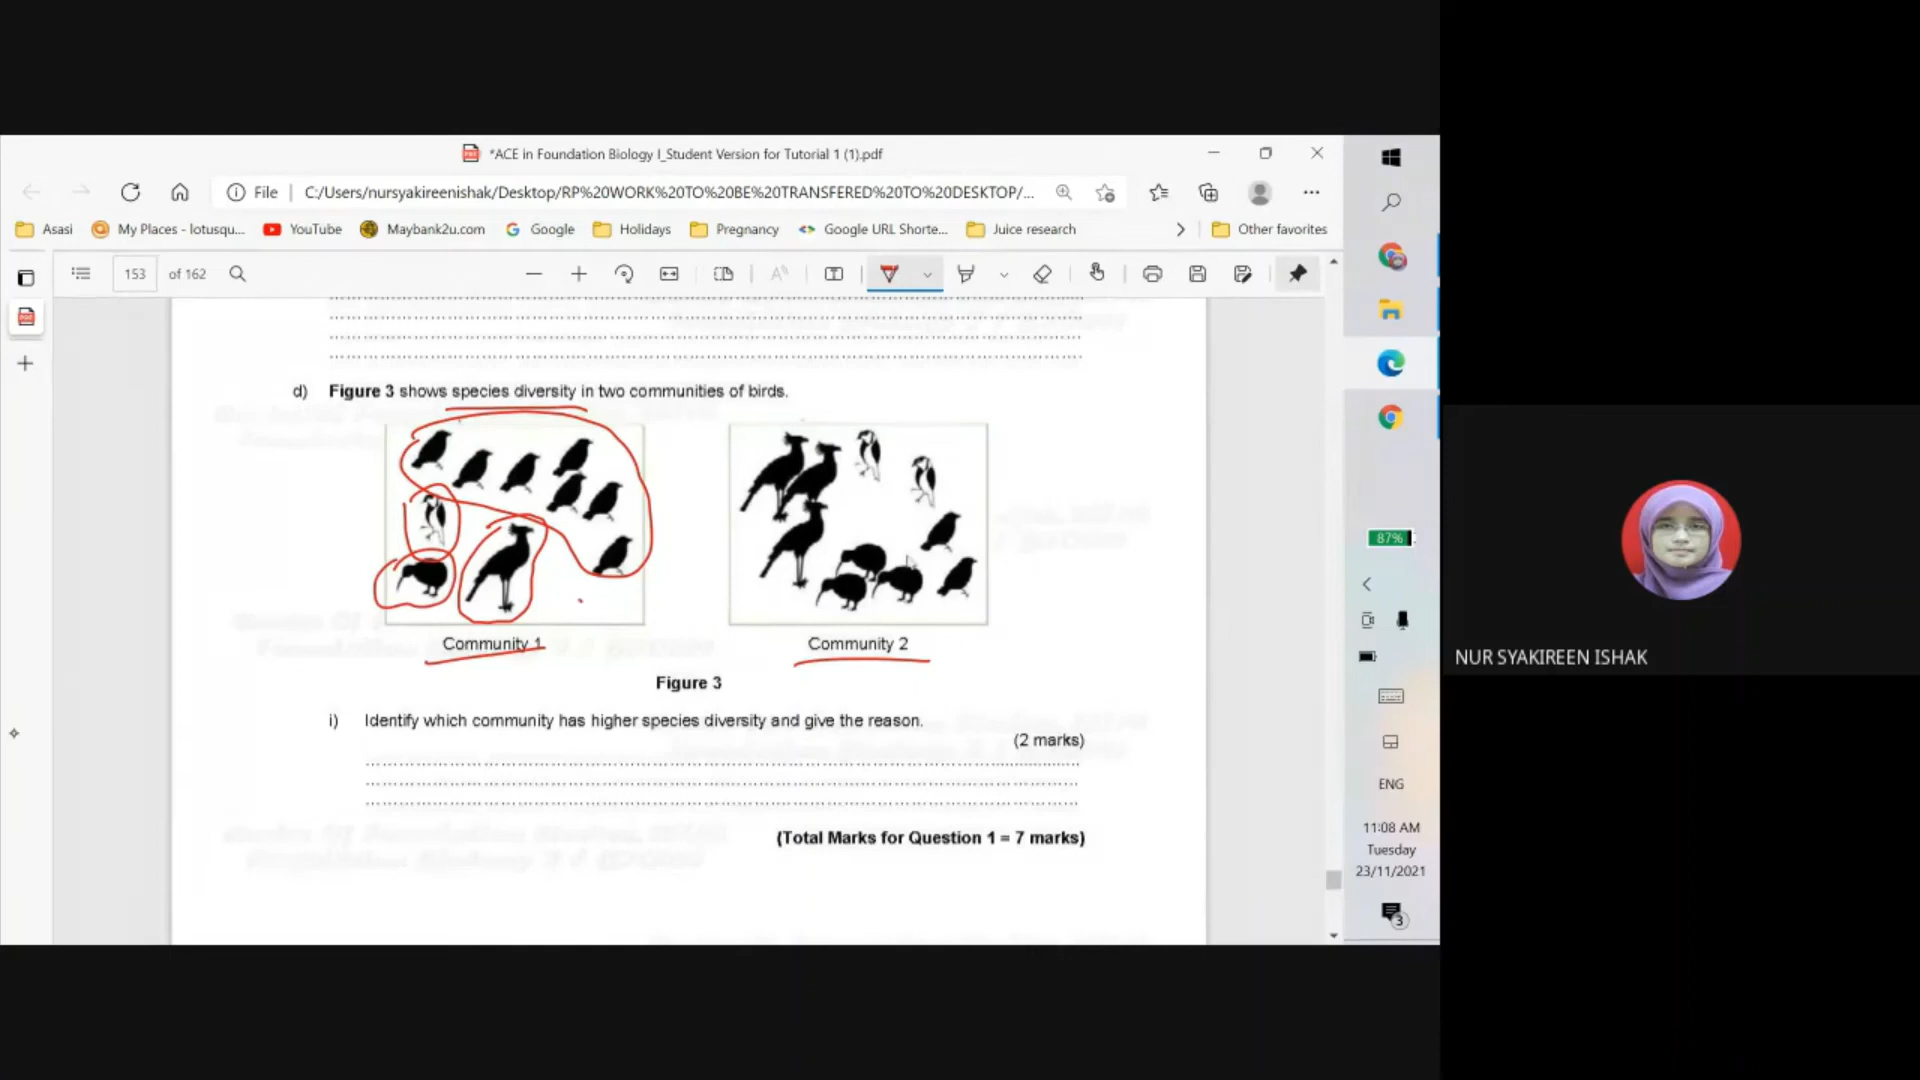 *ACE in Foundation Biology I_Student Version for Tutorial 1 (1).pdf
File | C:/Users/nursyakireenishak/Desktop/RP%20WORK%20TO%20BE%20TRANSFERED%20TO%20DESKTOP/...
Asasi My Places - lotusqu... YouTube Maybank2u.com Google Holidays Pregnancy Google URL Shorte... Juice research Other favorites
153 of 162
d) Figure 3 shows species diversity in two communities of birds.
Community 1 Community 2
Figure 3
i) Identify which community has higher species diversity and give the reason.
(2 marks)
(Total Marks for Question 1 = 7 marks)
87%
ENG
11:08 AM
Tuesday
23/11/2021
3
NUR SYAKIREEN ISHAK